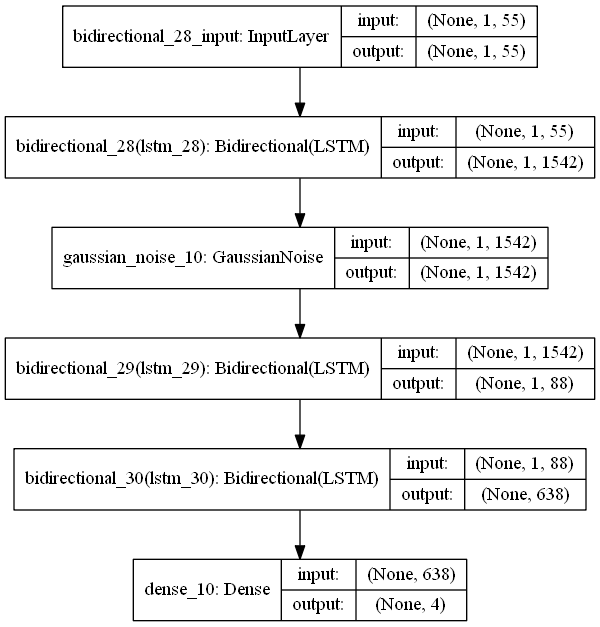 bidirectional_28_input: InputLayer
input: (None, 1, 55)
output: (None, 1, 55)
bidirectional_28(lstm_28): Bidirectional(LSTM)
input: (None, 1, 55)
output: (None, 1, 1542)
gaussian_noise_10: GaussianNoise
input: (None, 1, 1542)
output: (None, 1, 1542)
bidirectional_29(lstm_29): Bidirectional(LSTM)
input: (None, 1, 1542)
output: (None, 1, 88)
bidirectional_30(lstm_30): Bidirectional(LSTM)
input: (None, 1, 88)
output: (None, 638)
dense_10: Dense
input: (None, 638)
output: (None, 4)